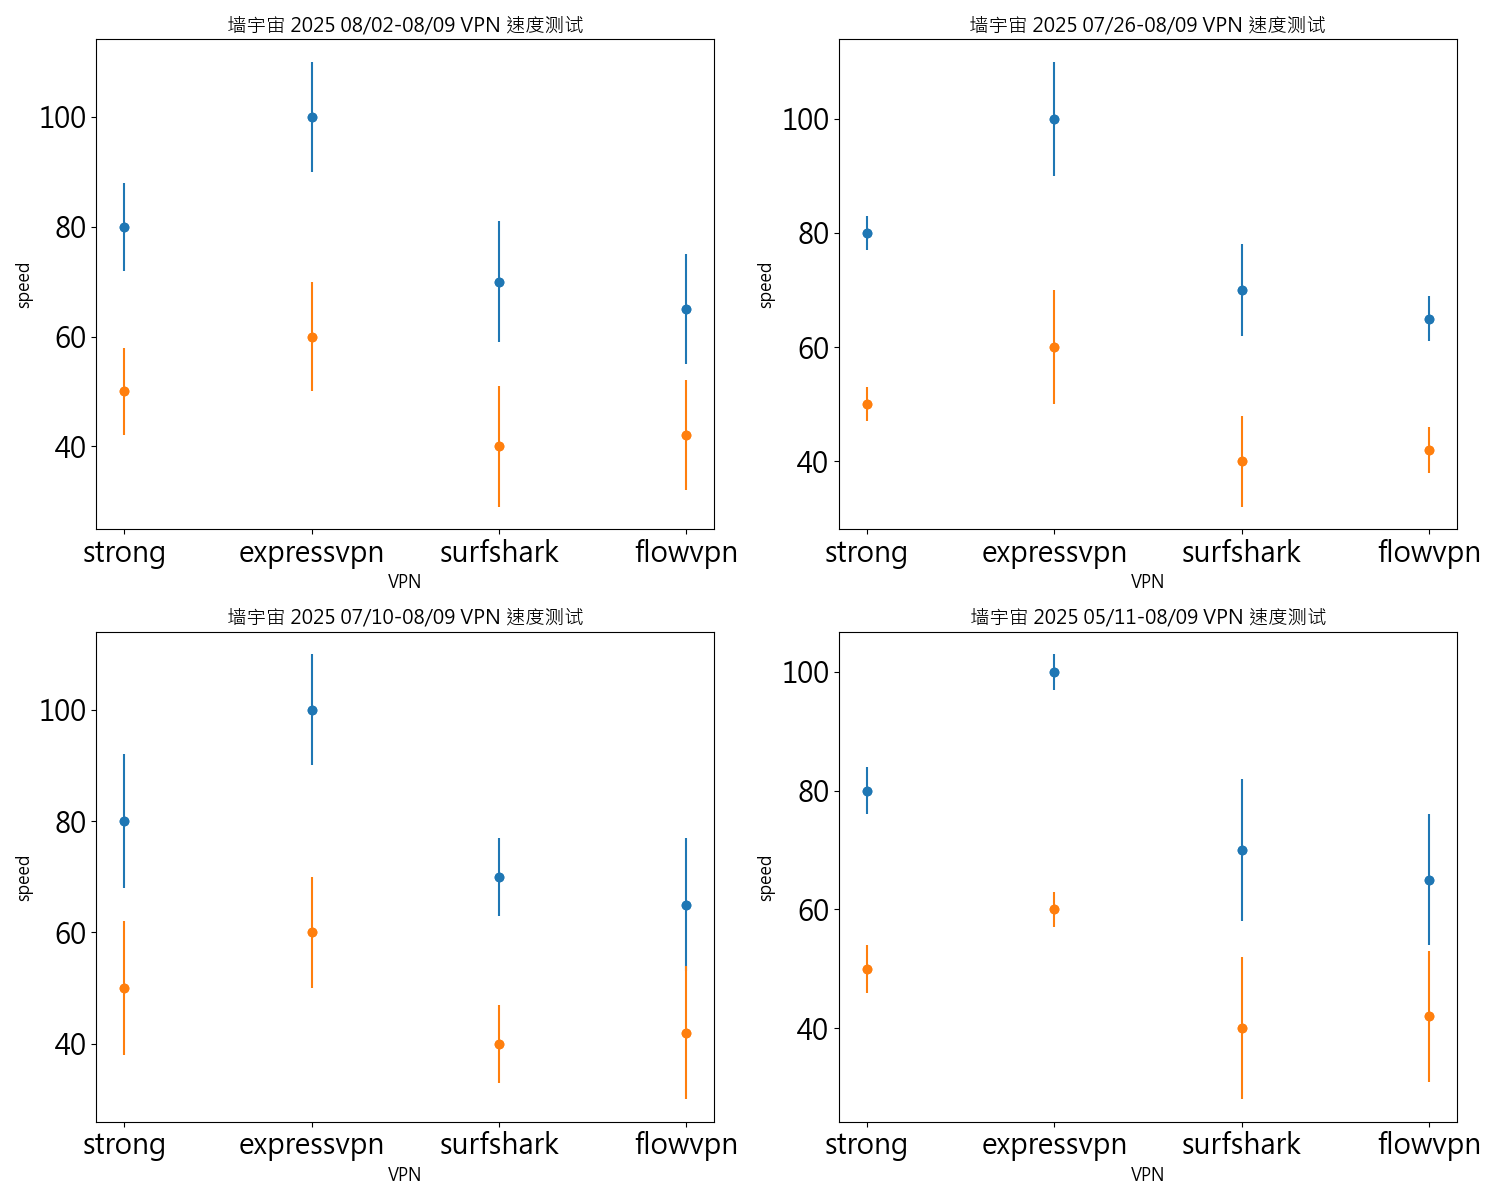 墙宇宙 2025 08/02-08/09 VPN 速度测试
100
80
60
40
speed
strong expressvpn surfshark flowvpn
VPN
墙宇宙 2025 07/26-08/09 VPN 速度测试
100
80
60
40
speed
strong expressvpn surfshark flowvpn
VPN
墙宇宙 2025 07/10-08/09 VPN 速度测试
100
80
60
40
speed
strong expressvpn surfshark flowvpn
VPN
墙宇宙 2025 05/11-08/09 VPN 速度测试
100
80
60
40
speed
strong expressvpn surfshark flowvpn
VPN